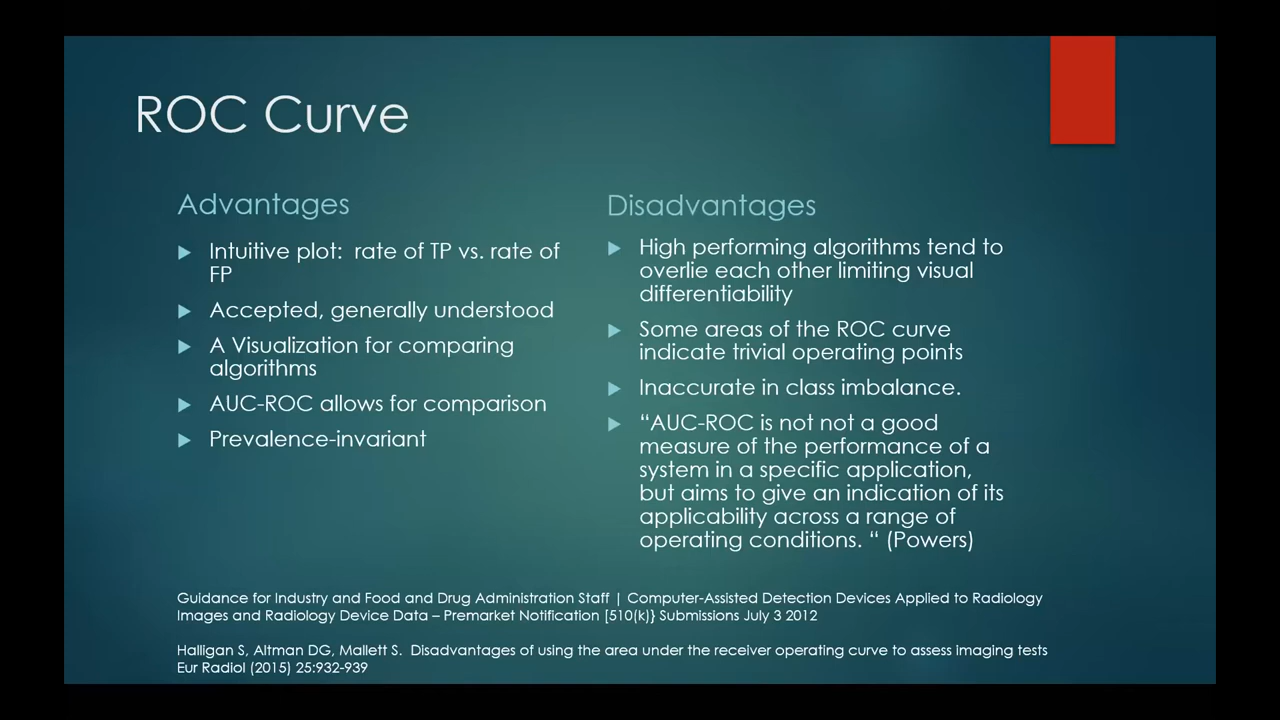 ROC Curve
Advantages
Intuitive plot: rate of TP vs. rate of
FP
Accepted, generally understood
A Visualization for comparing
algorithms
AUC-ROC allows for comparison
Prevalence-invariant
Disadvantages
High performing algorithms tend to
overlie each other limiting visual
differentiability
Some areas of the ROC curve
indicate trivial operating points
Inaccurate in class imbalance.
“AUC-ROC is not not a good
measure of the performance of a
system in a specific application,
but aims to give an indication of its
applicability across a range of
operating conditions. “ (Powers)
Guidance for Industry and Food and Drug Administration Staff | Computer-Assisted Detection Devices Applied to Radiology
Images and Radiology Device Data – Premarket Notification [510(k)} Submissions July 3 2012
Halligan S, Altman DG, Mallett S. Disadvantages of using the area under the receiver operating curve to assess imaging tests
Eur Radiol (2015) 25:932-939